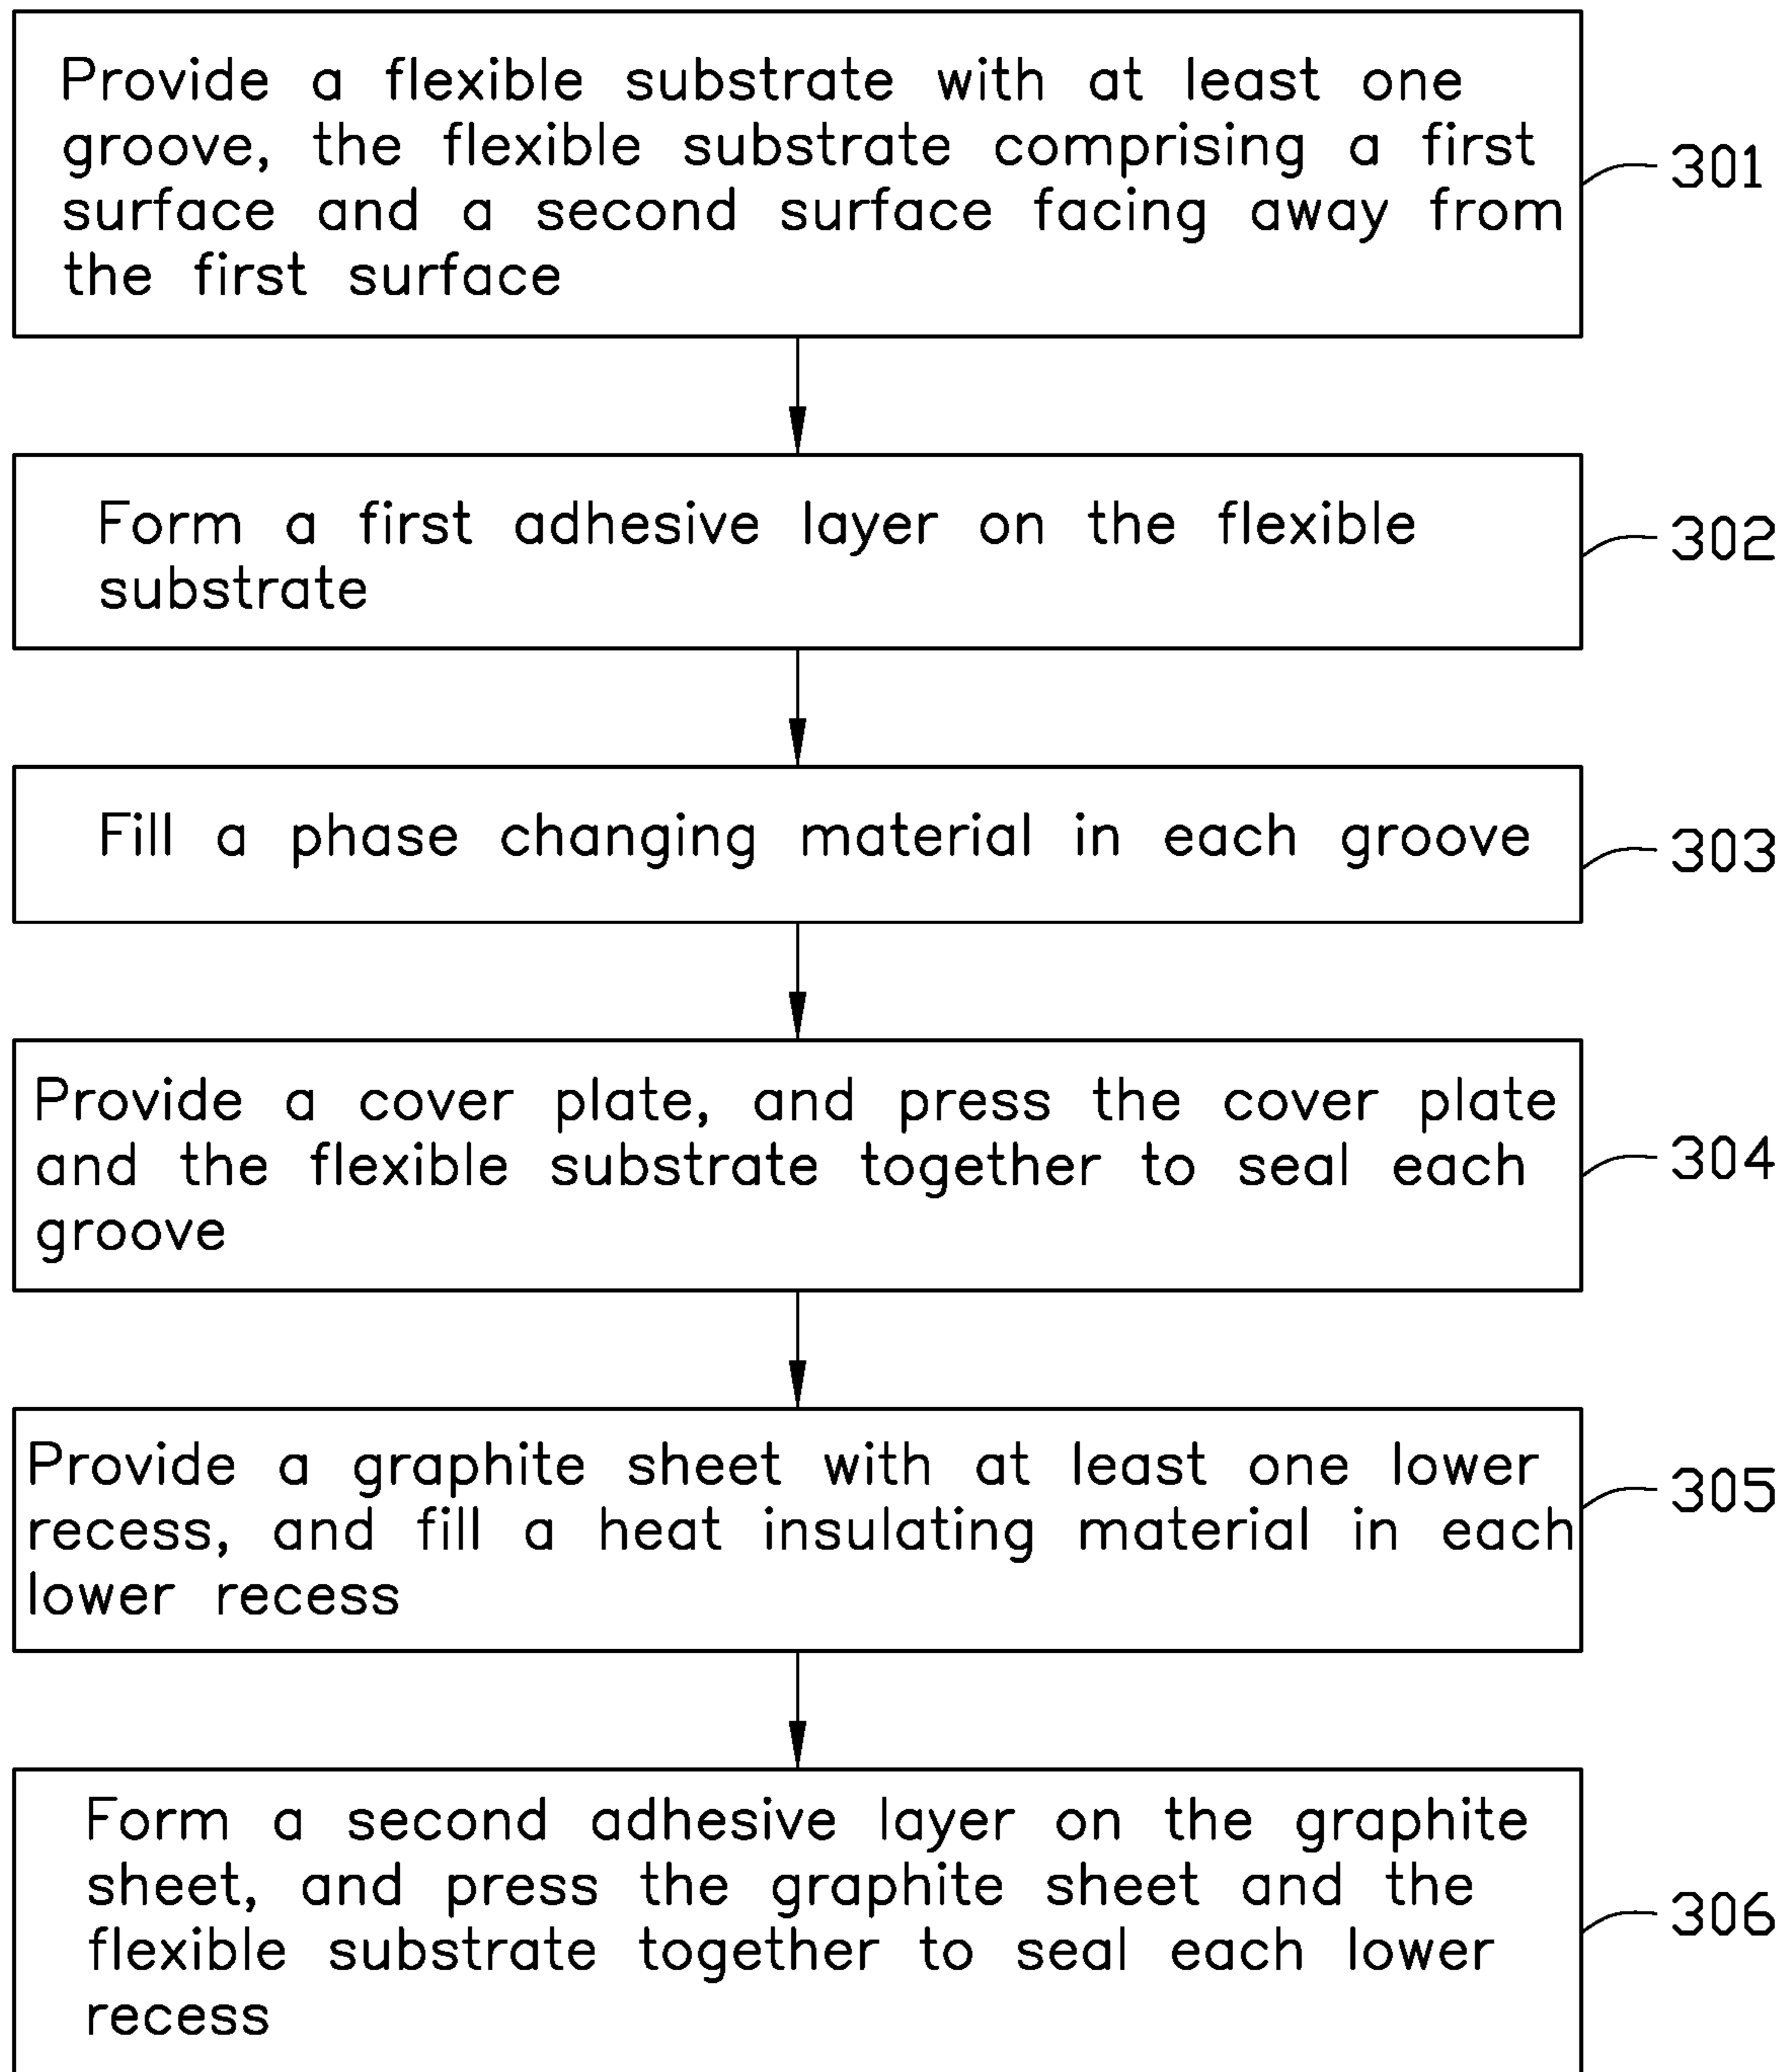 Provide a flexible substrate with at least one
groove, the flexible substrate comprising a first
surface and a second surface facing away from
the first surface
301
Form a first adhesive layer on the flexible
substrate
302
Fill a phase changing material in each groove
303
Provide a cover plate, and press the cover plate
and the flexible substrate together to seal each
groove
304
Provide a graphite sheet with at least one lower
recess, and fill a heat insulating material in each
lower recess
305
Form a second adhesive layer on the graphite
sheet, and press the graphite sheet and the
flexible substrate together to seal each lower
recess
306